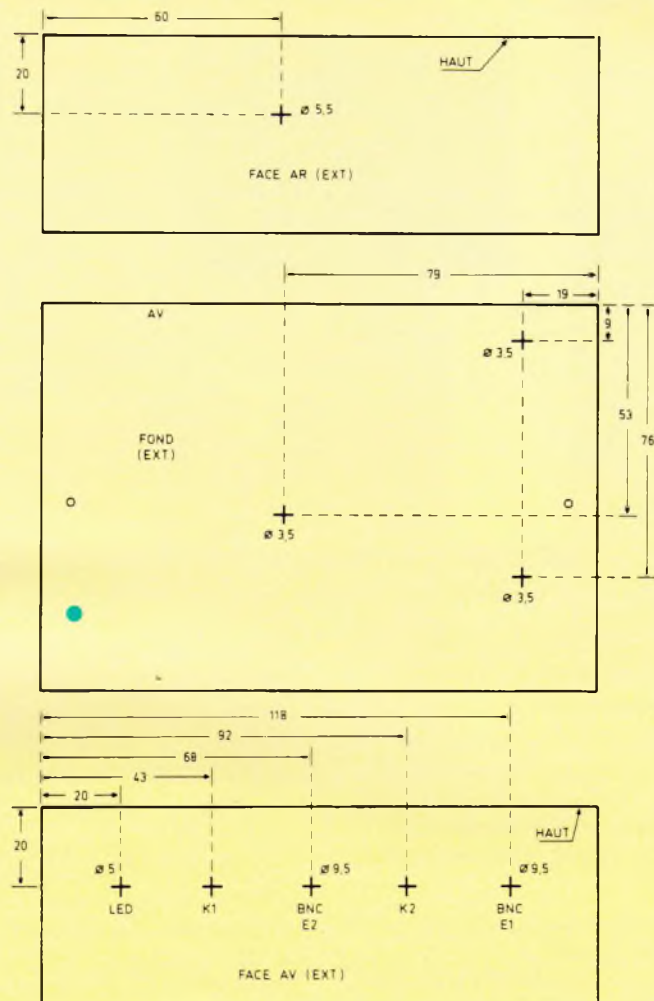 60
20
HAUT
Ø 5,5
FACE AR (EXT)
79
19
AV
9
Ø 3,5
53
FOND
(EXT)
76
Ø 3,5
Ø 3,5
118
92
68
43
20
20
HAUT
Ø 5
Ø 9,5
Ø 9,5
LED
K1
BNC
E2
K2
BNC
E1
FACE AV (EXT)